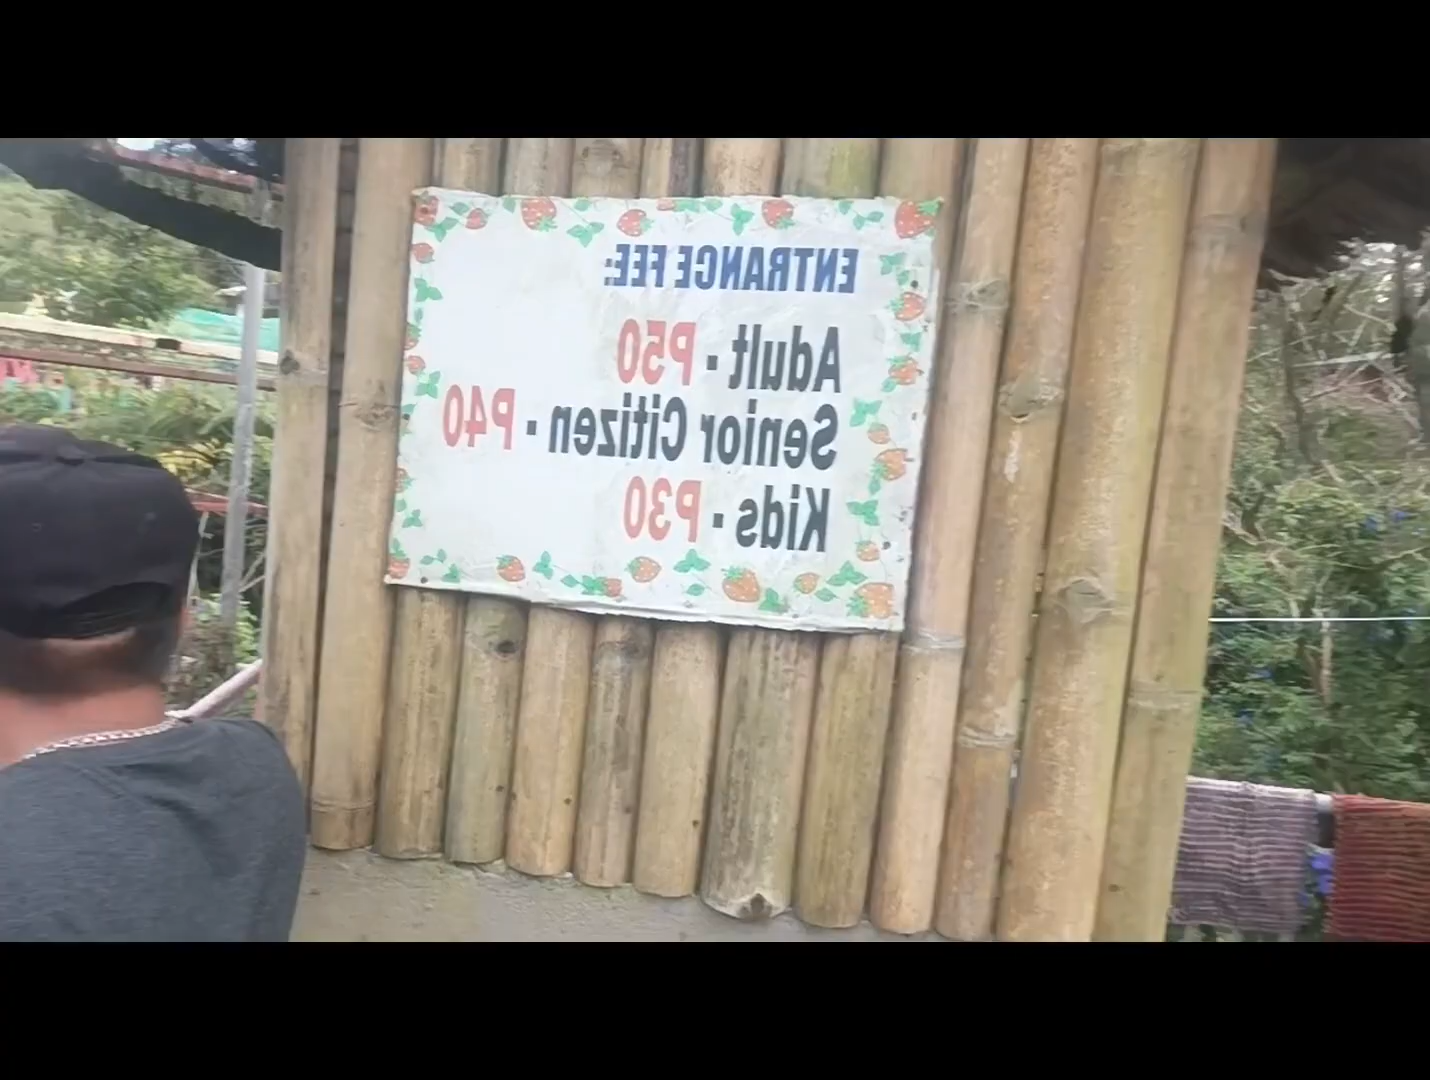 ENTRANCE FEE:
Adult - P50
Senior Citizen - P40
Kids - P30